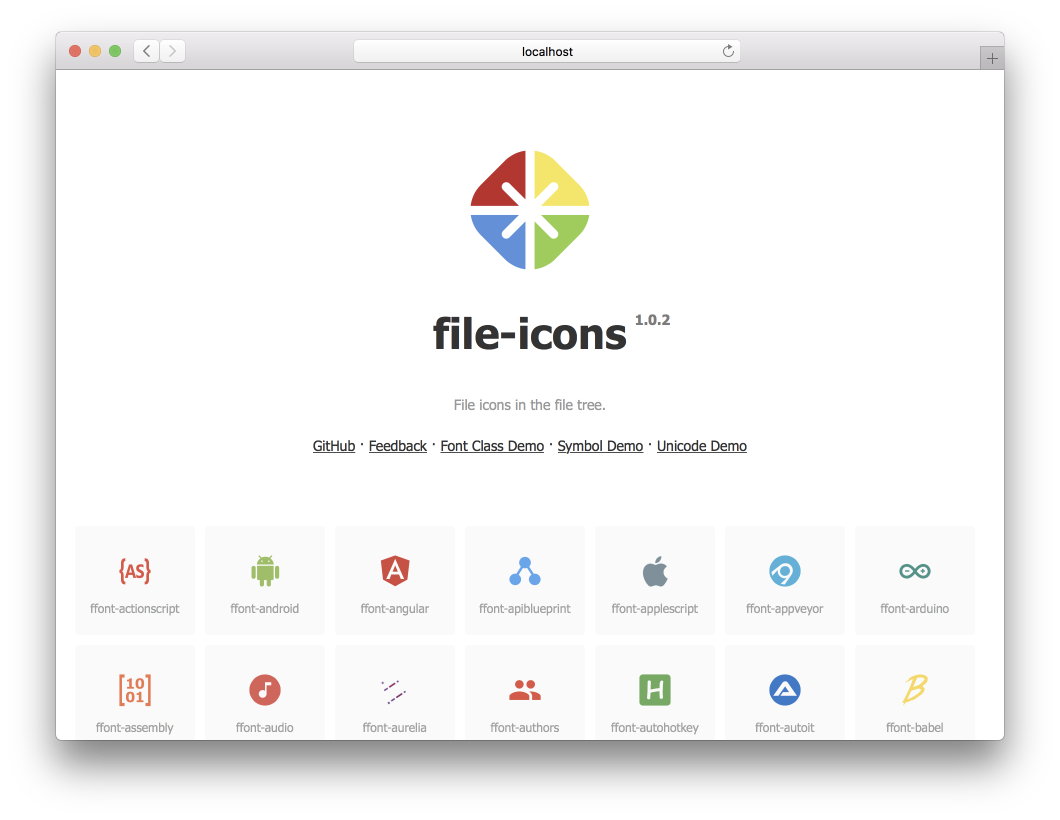 localhost
file-icons 1.0.2
File icons in the file tree.
GitHub · Feedback · Font Class Demo · Symbol Demo · Unicode Demo
{AS}
ffont-actionscript ffont-android ffont-angular ffont-apiblueprint ffont-applescript ffont-appveyor ffont-arduino
[10
01] H B
ffont-assembly ffont-audio ffont-aurelia ffont-authors ffont-autohotkey ffont-autoit ffont-babel